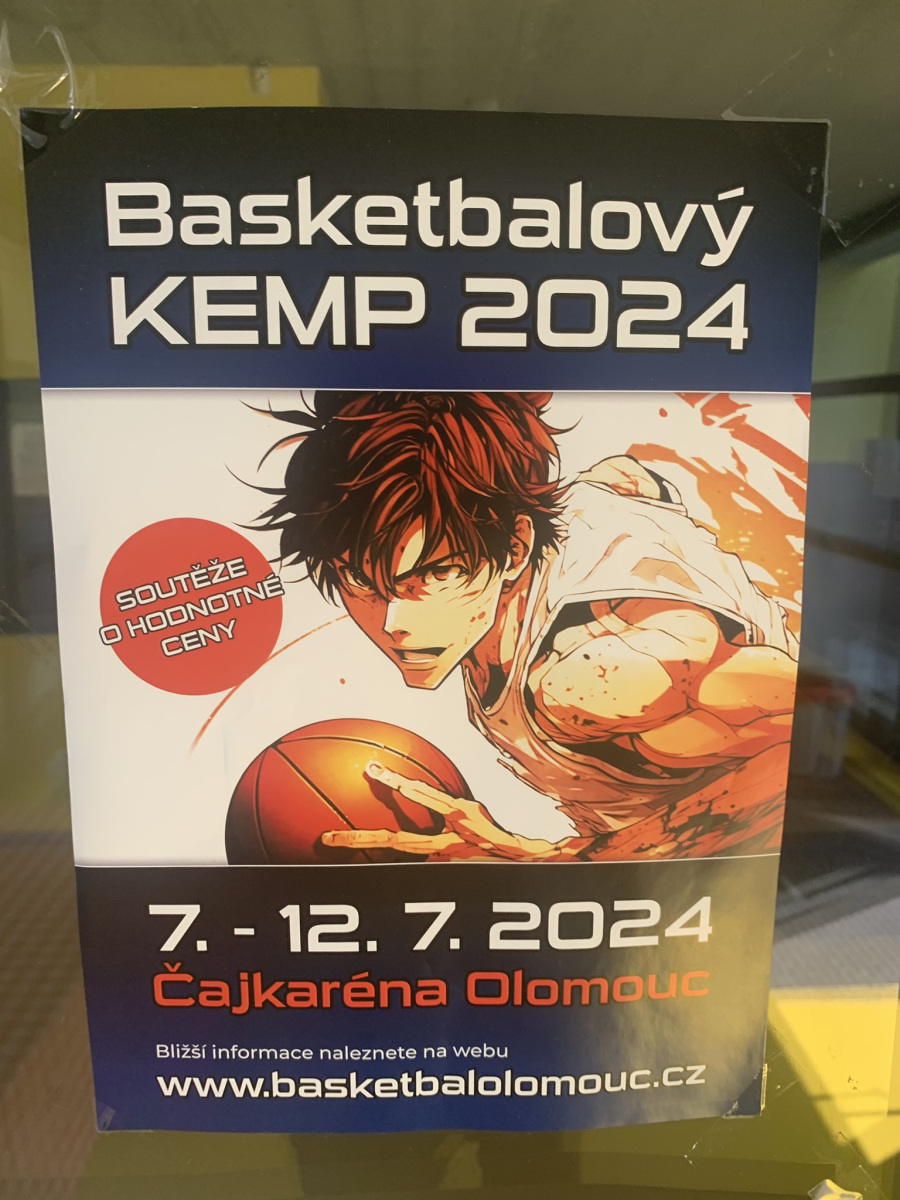 Basketbalový
KEMP 2024
SOUTĚŽE
O HODNOTNÉ
CENY
7. - 12. 7. 2024
Čajkaréna Olomouc
Bližší informace naleznete na webu
www.basketbalolomouc.cz